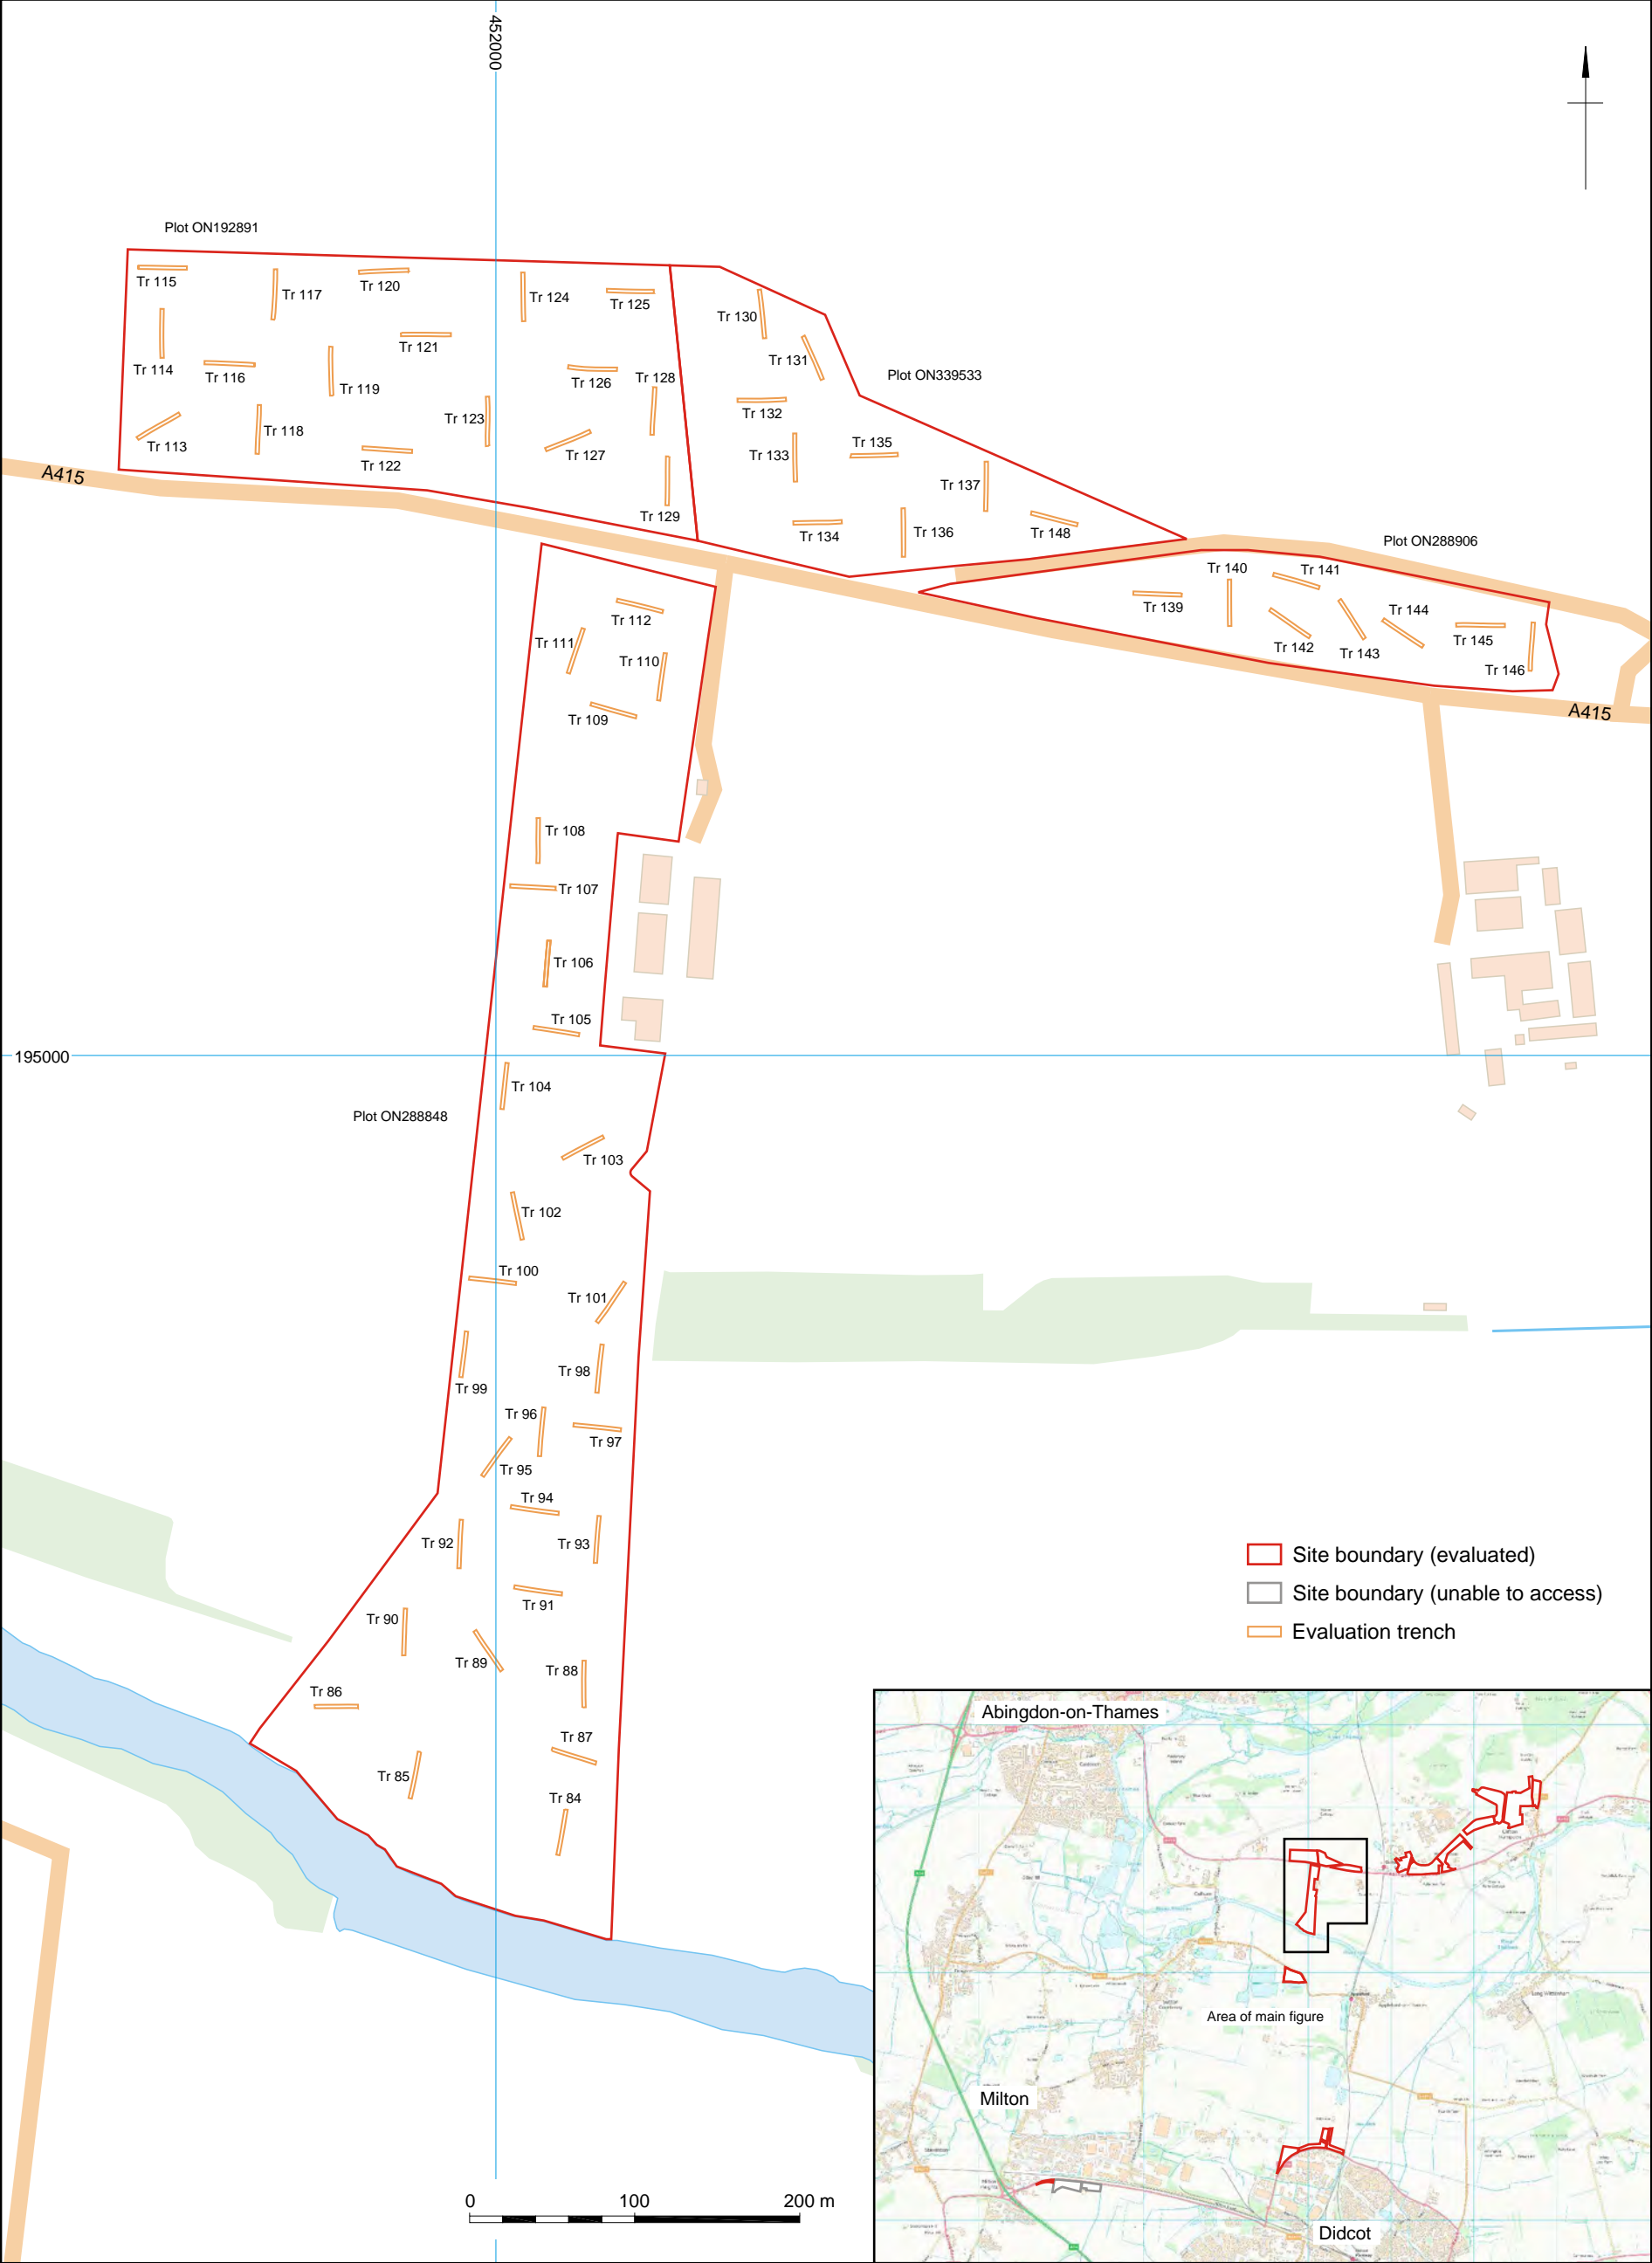 452000
Plot ON192891
Tr 115
Tr 117
Tr 120
Tr 124
Tr 125
Tr 130
Tr 114
Tr 116
Tr 121
Tr 131
Tr 119
Tr 126
Tr 128
Plot ON339533
Tr 132
Tr 113
Tr 118
Tr 123
Tr 122
Tr 127
Tr 133
Tr 135
A415
Tr 129
Tr 137
Tr 134
Tr 136
Tr 148
Plot ON288906
Tr 140
Tr 141
Tr 139
Tr 144
Tr 142
Tr 143
Tr 145
Tr 146
A415
Tr 112
Tr 111
Tr 110
Tr 109
Tr 108
Tr 107
Tr 106
Tr 105
195000
Tr 104
Plot ON288848
Tr 103
Tr 102
Tr 100
Tr 101
Tr 99
Tr 98
Tr 96
Tr 97
Tr 95
Tr 94
Tr 92
Tr 93
Tr 91
Tr 90
Tr 89
Tr 88
Tr 86
Tr 87
Tr 85
Tr 84
Site boundary (evaluated)
Site boundary (unable to access)
Evaluation trench
Abingdon-on-Thames
Area of main figure
Milton
Didcot
0 100 200 m